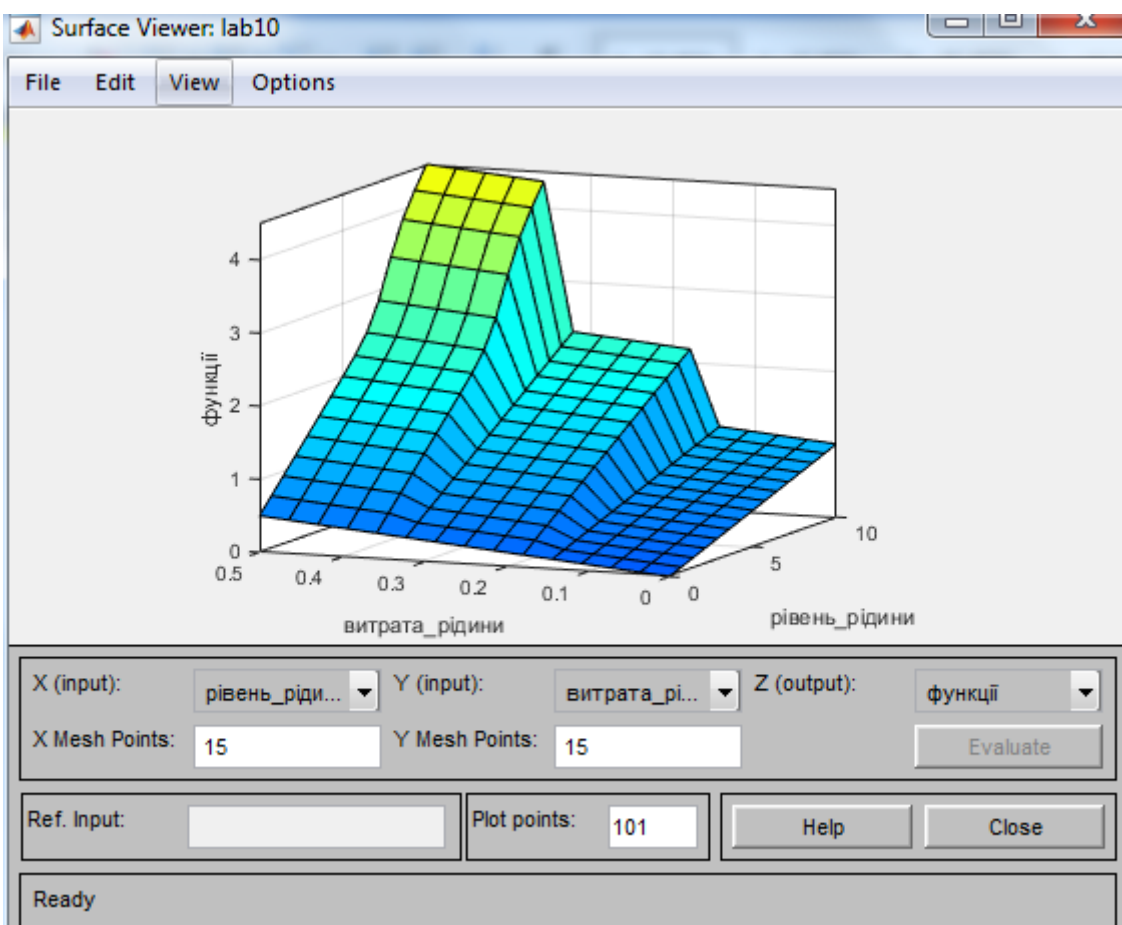 Surface Viewer: lab10
File Edit View Options
4
3
2
1
0
функції
0.5 0.4 0.3 0.2 0.1 0
витрата_рідини
0 5 10
рівень_рідини
X (input): рівень_ріди... Y (input): витрата_рі... Z (output): функції
X Mesh Points: 15 Y Mesh Points: 15 Evaluate
Ref. Input: Plot points: 101 Help Close
Ready